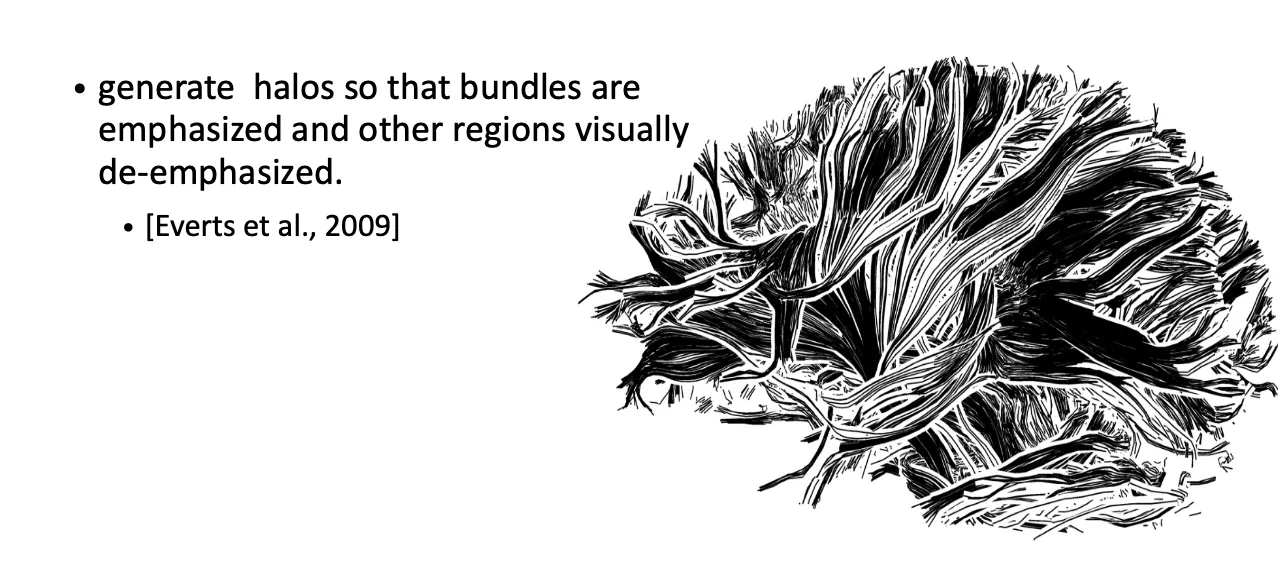 • generate  halos so that bundles are
emphasized and other regions visually
de-emphasized.
• [Everts et al., 2009]